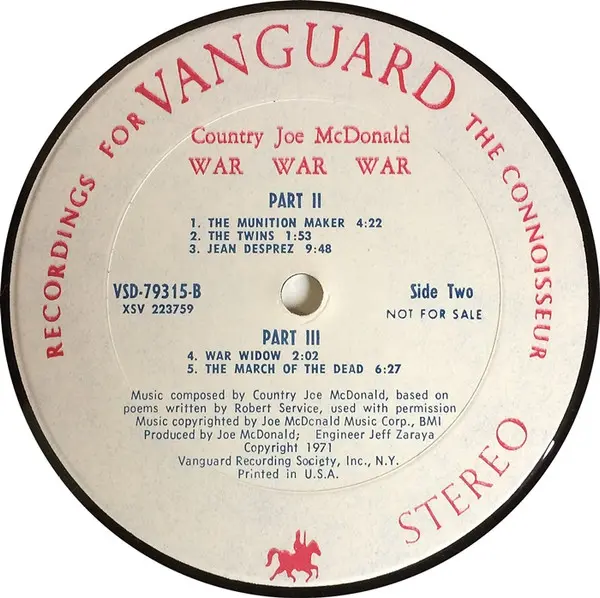 RECORDINGS FOR VANGUARD THE CONNOISSEUR
Country Joe McDonald
WAR WAR WAR
PART II
1. THE MUNITION MAKER 4:22
2. THE TWINS 1:53
3. JEAN DESPREZ 9:48
VSD-79315-B
XSV 223759
Side Two
NOT FOR SALE
PART III
4. WAR WIDOW 2:02
5. THE MARCH OF THE DEAD 6:27
Music composed by Country Joe McDonald, based on
poems written by Robert Service, used with permission
Music copyrighted by Joe McDonald Music Corp., BMI
Produced by Joe McDonald; Engineer Jeff Zaraya
Copyright 1971
Vanguard Recording Society, Inc., N.Y.
Printed in U.S.A.
STEREO